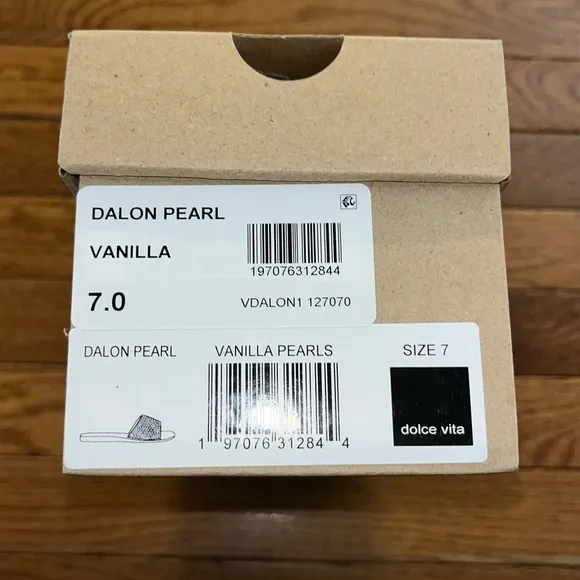 DALON PEARL
VANILLA
197076312844
7.0
VDALON1 127070
DALON PEARL
VANILLA PEARLS
SIZE 7
1 97076 31284 4
dolce vita